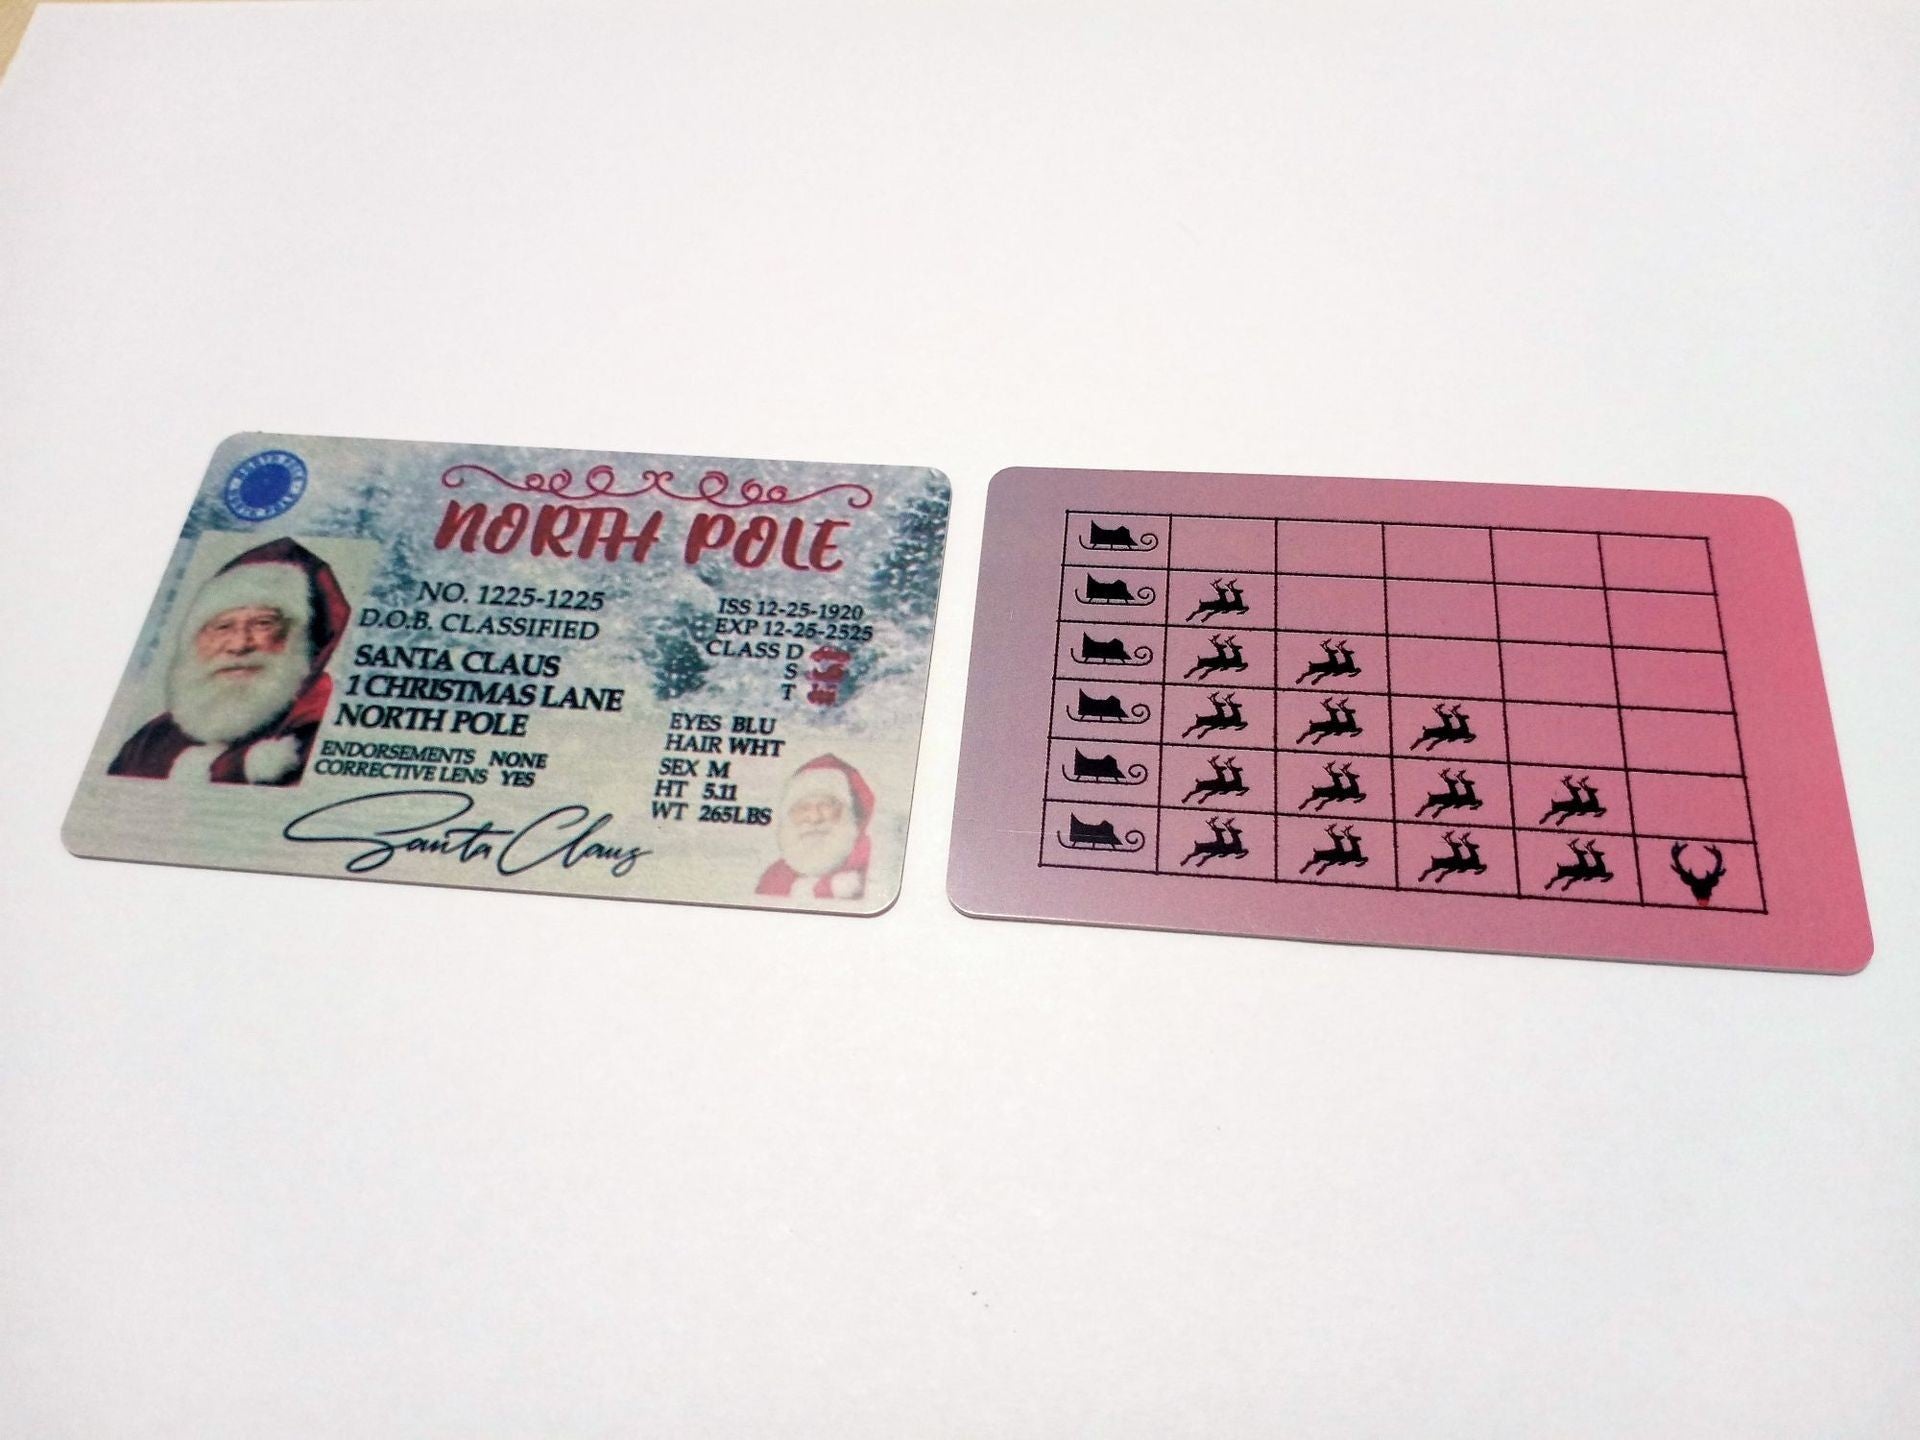 NORTH POLE
NO. 1225-1225
D.O.B. CLASSIFIED
SANTA CLAUS
1 CHRISTMAS LANE
NORTH POLE
ENDORSEMENTS NONE
CORRECTIVE LENS YES
ISS 12-25-1920
EXP 12-25-2525
CLASS D
S
T
EYES BLU
HAIR WHT
SEX M
HT 5.11
WT 265LBS
Santa Claus